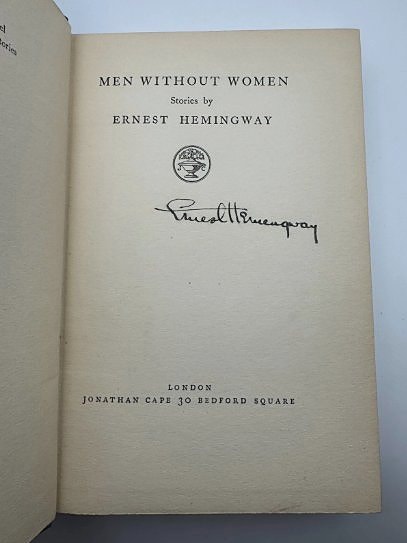 MEN WITHOUT WOMEN
Stories by
ERNEST HEMINGWAY
Ernest Hemingway
LONDON
JONATHAN CAPE 30 BEDFORD SQUARE